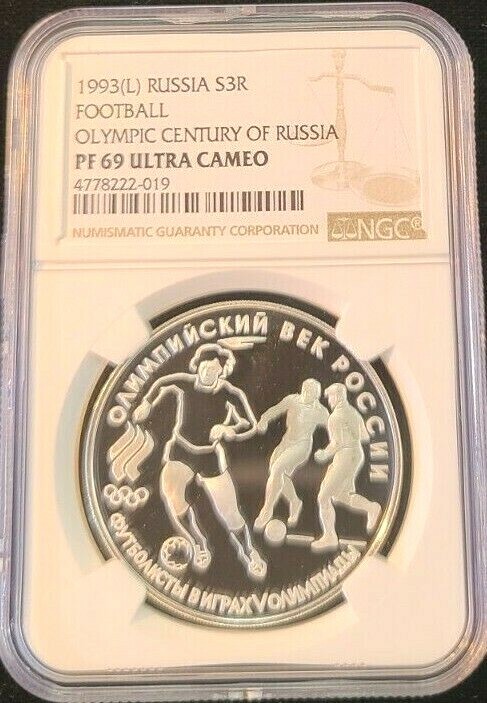 1993(L) RUSSIA S3R
FOOTBALL
OLYMPIC CENTURY OF RUSSIA
PF 69 ULTRA CAMEO
4778222-019
NUMISMATIC GUARANTY CORPORATION
NGC®
ОЛИМПИЙСКИЙ ВЕК РОССИИ
ФУТБОЛИСТЫ В ИГРАХ V ОЛИМПИАДЫ